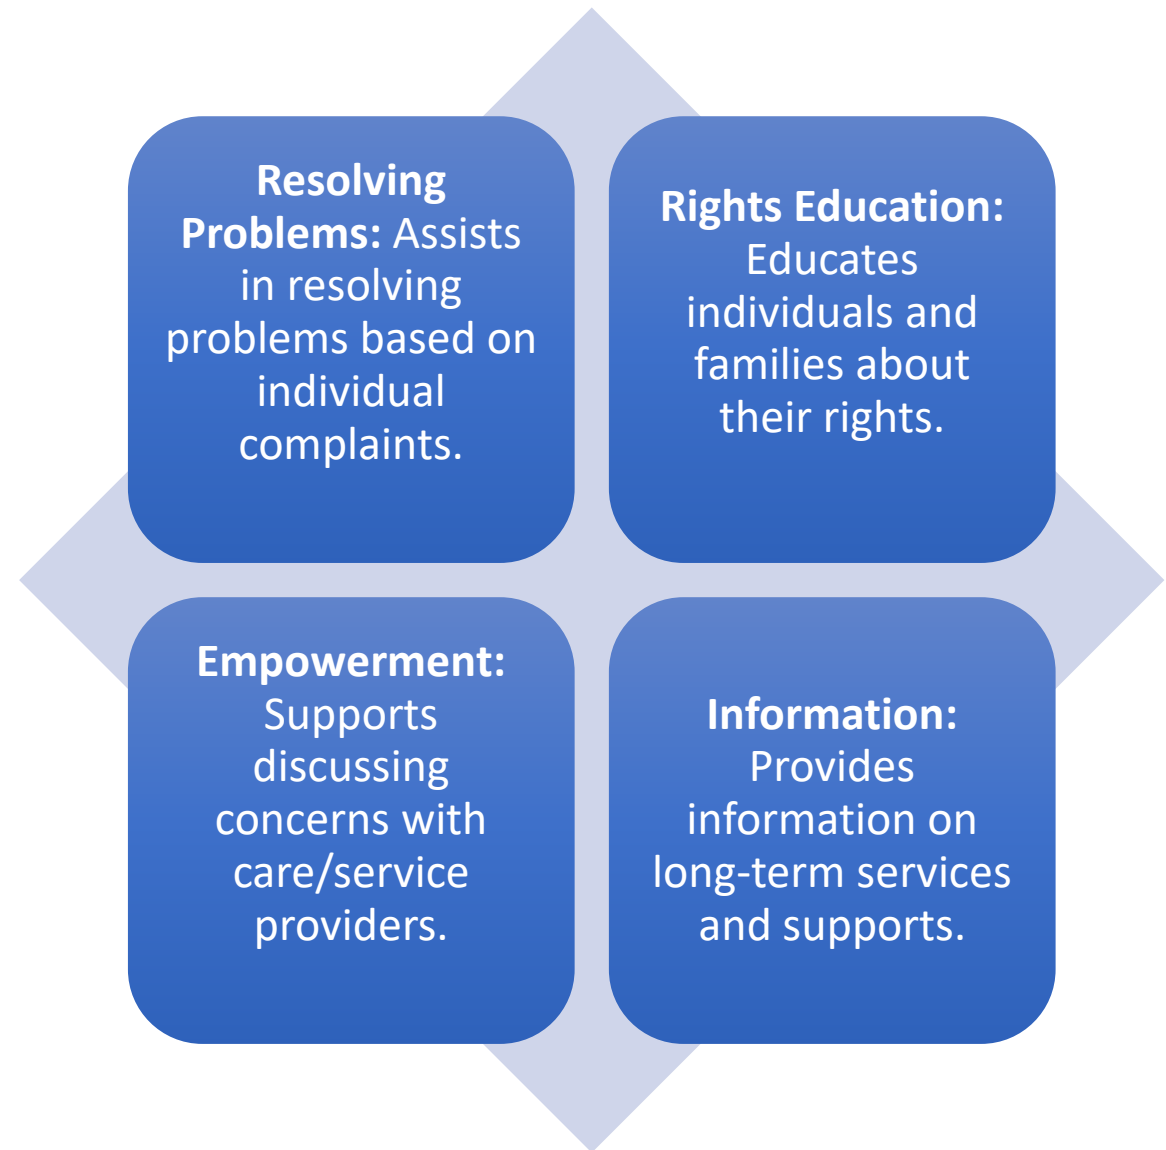 Resolving
Problems: Assists
in resolving
problems based on
individual
complaints.
Rights Education:
Educates
individuals and
families about
their rights.
Empowerment:
Supports
discussing
concerns with
care/service
providers.
Information:
Provides
information on
long-term services
and supports.